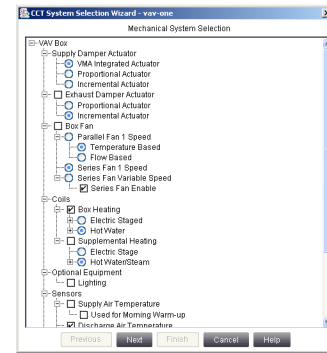 CCT System Selection Wizard - vav-one
Mechanical System Selection
VAV Box
Supply Damper Actuator
VMA Integrated Actuator
Proportional Actuator
Incremental Actuator
Exhaust Damper Actuator
Proportional Actuator
Incremental Actuator
Box Fan
Parallel Fan 1 Speed
Temperature Based
Flow Based
Series Fan 1 Speed
Series Fan Variable Speed
Series Fan Enable
Coils
Box Heating
Electric Staged
Hot Water
Supplemental Heating
Electric Stage
Hot Water/Steam
Optional Equipment
Lighting
Sensors
Supply Air Temperature
Used for Morning Warm-up
Discharge Air Temperature
Previous Next Finish Cancel Help